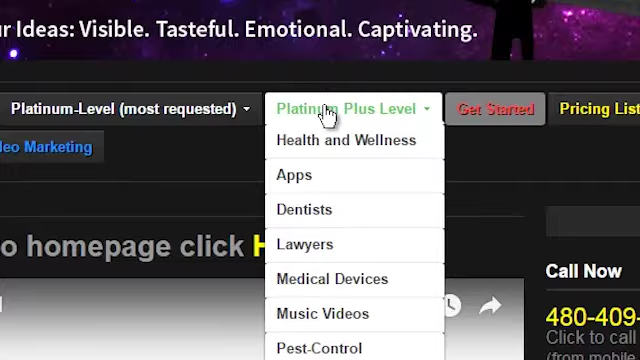 r Ideas: Visible. Tasteful. Emotional. Captivating.
Platinum-Level (most requested)
Platinum Plus Level
Get Started
Pricing List
eo Marketing
Health and Wellness
Apps
Dentists
Lawyers
Medical Devices
Music Videos
Pest-Control
o homepage click H
Call Now
480-409-
Click to call
(from mobile